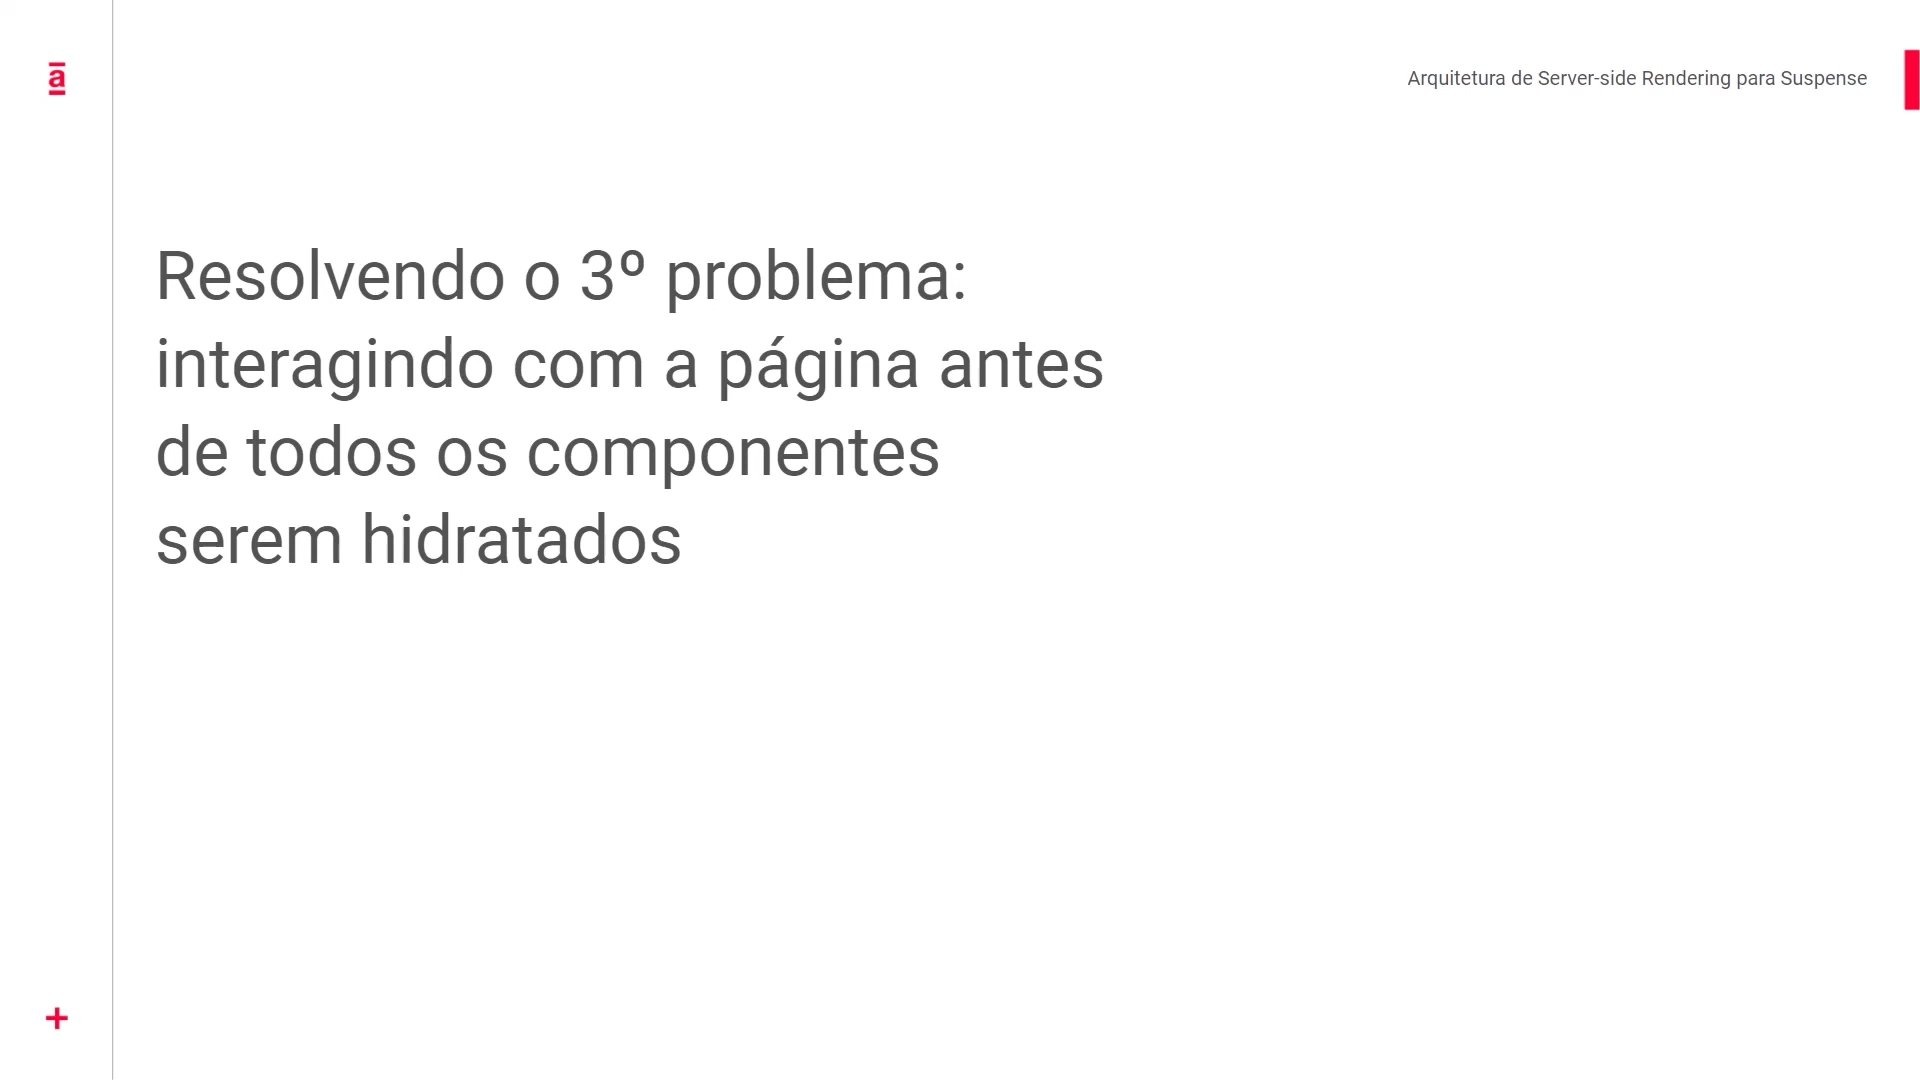 a
Arquitetura de Server-side Rendering para Suspense
Resolvendo o 3º problema:
interagindo com a página antes
de todos os componentes
serem hidratados
+